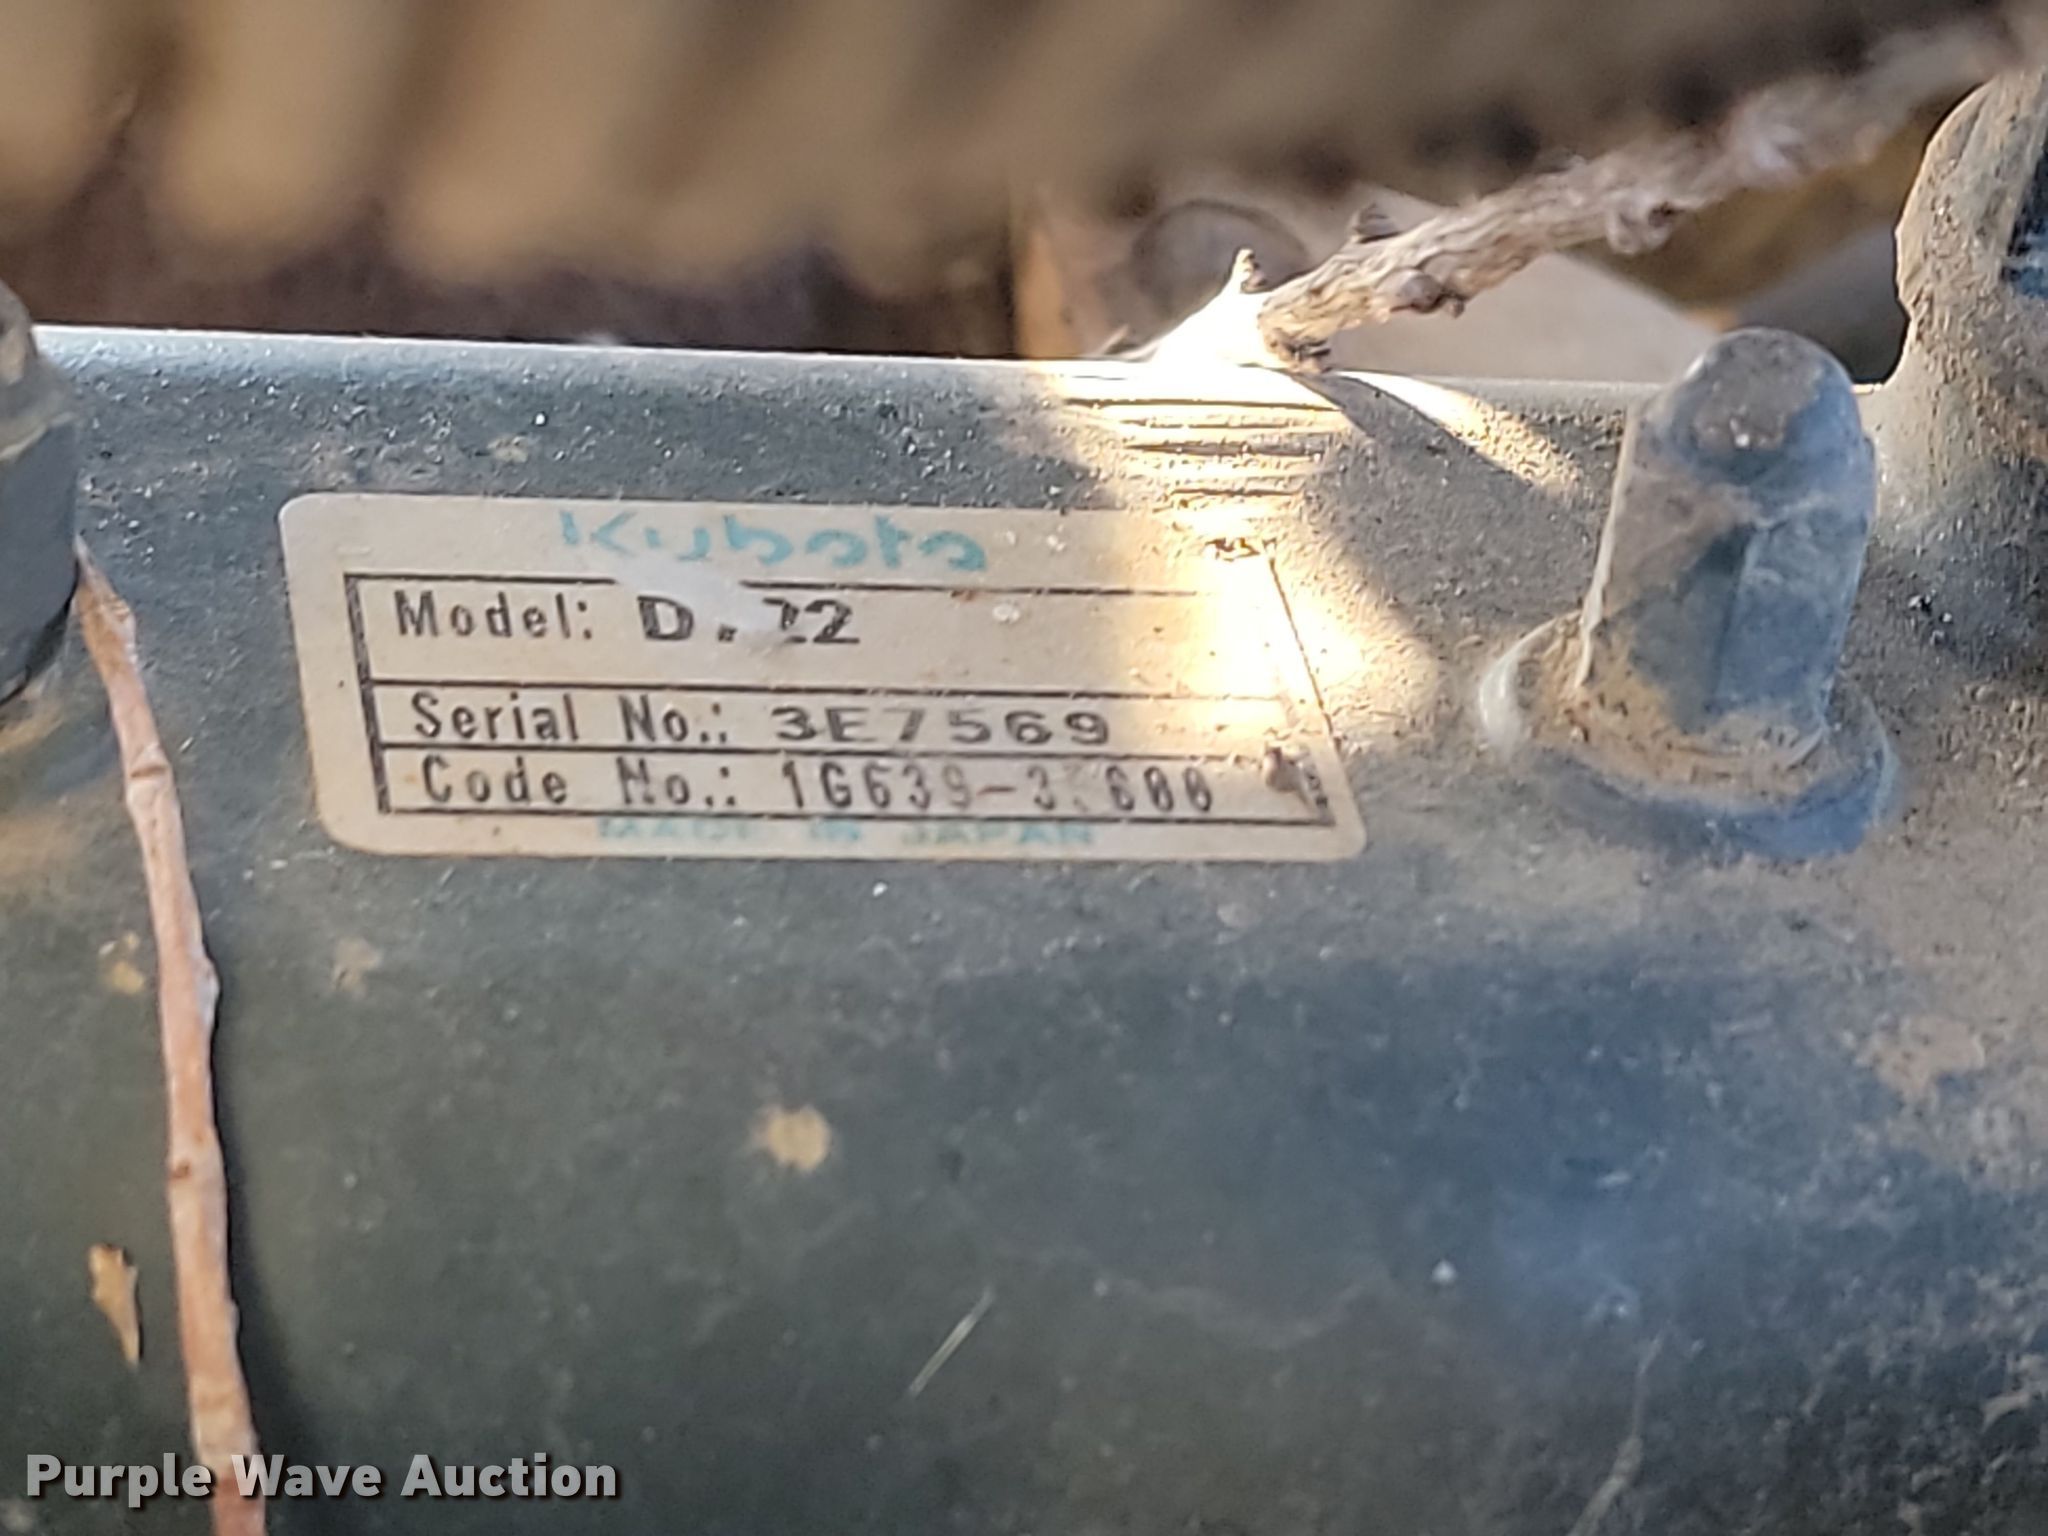 Kubota
Model:
Serial No.: 3E7569
Code No.:
MADE IN JAPAN
Purple Wave Auction